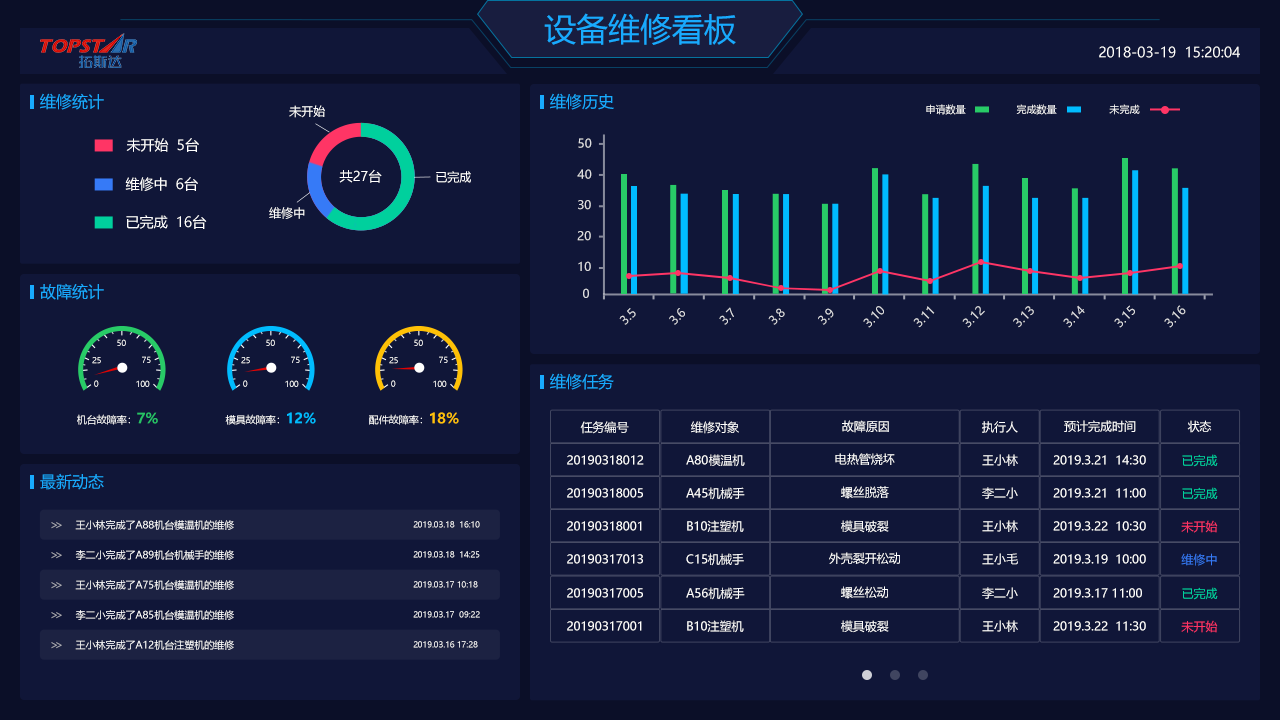 设备维修看板
TOPSTAR
拓斯达
2018-03-19 15:20:04
维修统计
未开始 5台
维修中 6台
已完成 16台
未开始
共27台
已完成
维修中
维修历史
申请数量
完成数量
未完成
50
40
30
20
10
0
3.5 3.6 3.7 3.8 3.9 3.10 3.11 3.12 3.13 3.14 3.15 3.16
故障统计
0 25 50 75 100
机台故障率: 7%
0 25 50 75 100
模具故障率: 12%
0 25 50 75 100
配件故障率: 18%
最新动态
>> 王小林完成了A88机台模温机的维修 2019.03.18 16:10
>> 李二小完成了A89机台机械手的维修 2019.03.18 14:25
>> 王小林完成了A75机台模温机的维修 2019.03.17 10:18
>> 李二小完成了A85机台模温机的维修 2019.03.17 09:22
>> 王小林完成了A12机台注塑机的维修 2019.03.16 17:28
维修任务
任务编号 维修对象 故障原因 执行人 预计完成时间 状态
20190318012 A80模温机 电热管烧坏 王小林 2019.3.21 14:30 已完成
20190318005 A45机械手 螺丝脱落 李二小 2019.3.21 11:00 已完成
20190318001 B10注塑机 模具破裂 王小林 2019.3.22 10:30 未开始
20190317013 C15机械手 外壳裂开松动 王小毛 2019.3.19 10:00 维修中
20190317005 A56机械手 螺丝松动 李二小 2019.3.17 11:00 已完成
20190317001 B10注塑机 模具破裂 王小林 2019.3.22 11:30 未开始